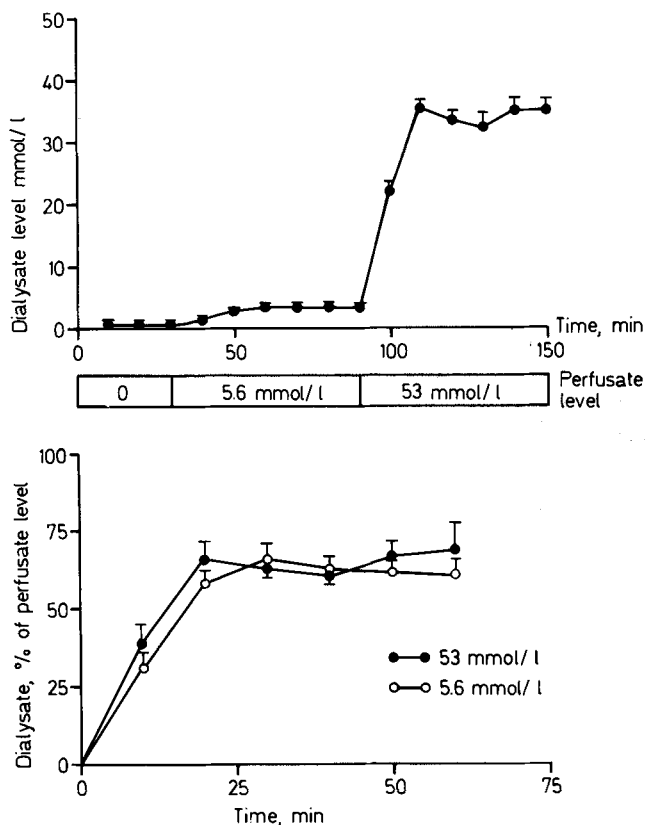 50
40
30
20
10
0
Dialysate level mmol/l
0 50 100 150
Time, min
0 5.6 mmol/l 53 mmol/l
Perfusate
level
100
75
50
25
0
Dialysate, % of perfusate level
53 mmol/l
5.6 mmol/l
0 25 50 75
Time, min